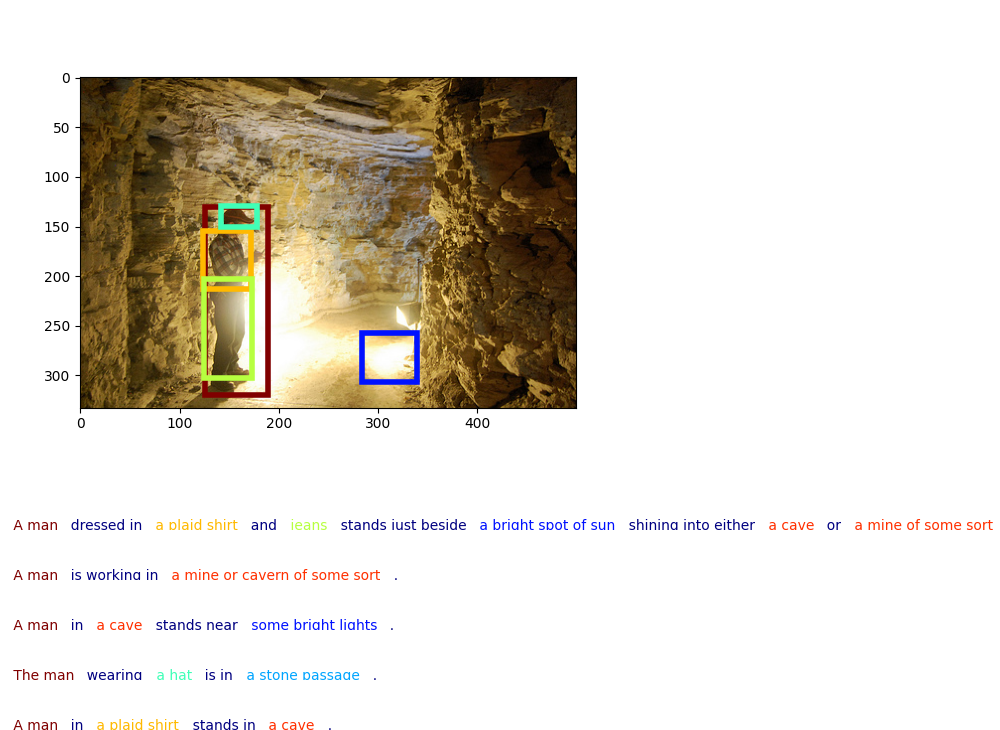 0
50
100
150
200
250
300
0 100 200 300 400
A man dressed in a plaid shirt and jeans stands just beside a bright spot of sun shining into either a cave or a mine of some sort
A man is working in a mine or cavern of some sort .
A man in a cave stands near some bright lights .
The man wearing a hat is in a stone passage .
A man in a plaid shirt stands in a cave .